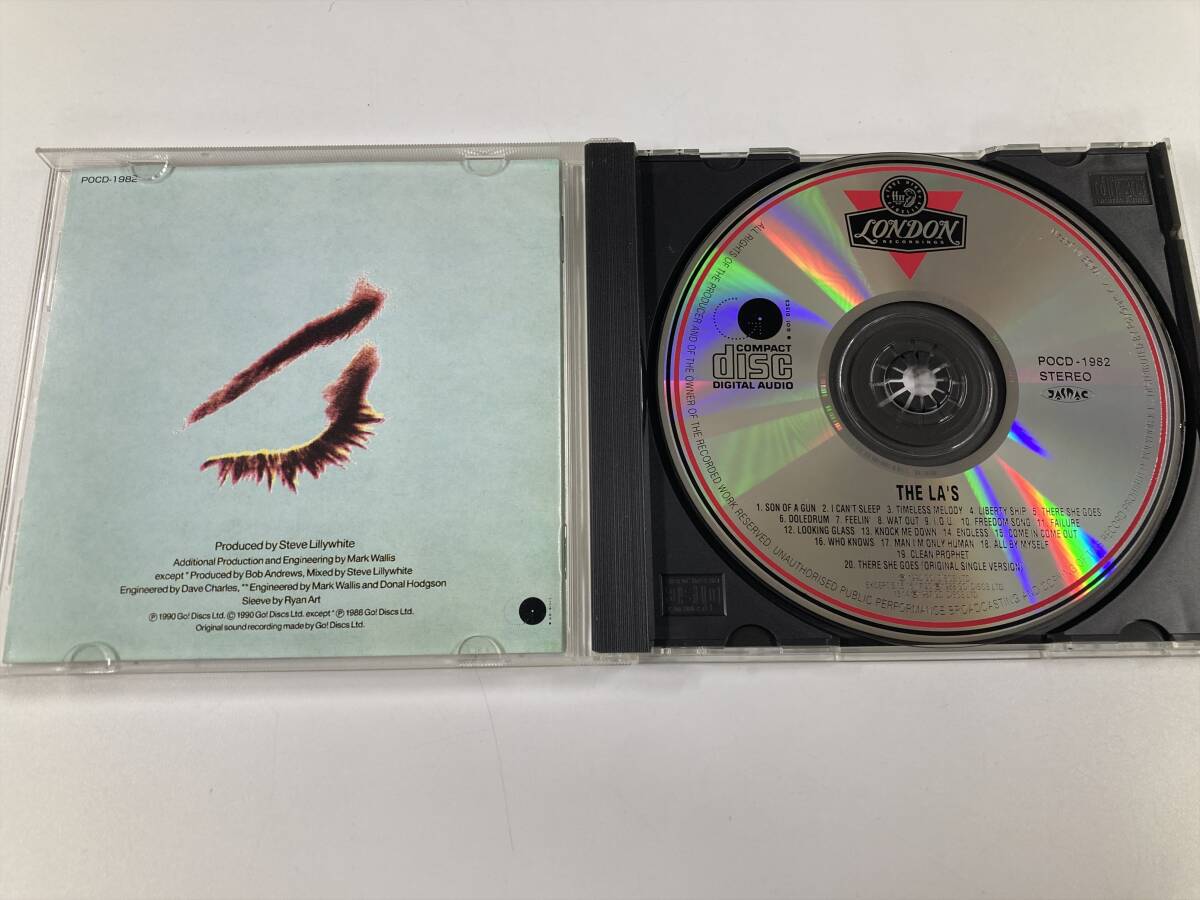 POCD-1982
Produced by Steve Lillywhite
Additional Production and Engineering by Mark Wallis
except * Produced by Bob Andrews, Mixed by Steve Lillywhite
Engineered by Dave Charles, ** Engineered by Mark Wallis and Donal Hodgson
Sleeve by Ryan Art
℗ 1990 Go! Discs Ltd. © 1990 Go! Discs Ltd. except * ℗ 1988 Go! Discs Ltd.
Original sound recording made by Go! Discs Ltd.
LONDON
RECORDINGS
COMPACT
disc
DIGITAL AUDIO
POCD-1982
STEREO
JASRAC
THE LA'S
1. SON OF A GUN 2. I CAN'T SLEEP 3. TIMELESS MELODY 4. LIBERTY SHIP 5. THERE SHE GOES
6. DOLEDRUM 7. FEELIN' 8. WAY OUT 9. I.O.U. 10. FREEDOM SONG 11. FAILURE
12. LOOKING GLASS 13. KNOCK ME DOWN 14. ENDLESS 15. COME IN COME OUT
16. WHO KNOWS 17. MAN I'M ONLY HUMAN 18. ALL BY MYSELF
19. CLEAN PROPHET
20. THERE SHE GOES (ORIGINAL SINGLE VERSION)
ALL RIGHTS OF THE PRODUCER AND OF THE OWNER OF THE RECORDED WORK RESERVED. UNAUTHORISED PUBLIC PERFORMANCE BROADCASTING AND COPYING